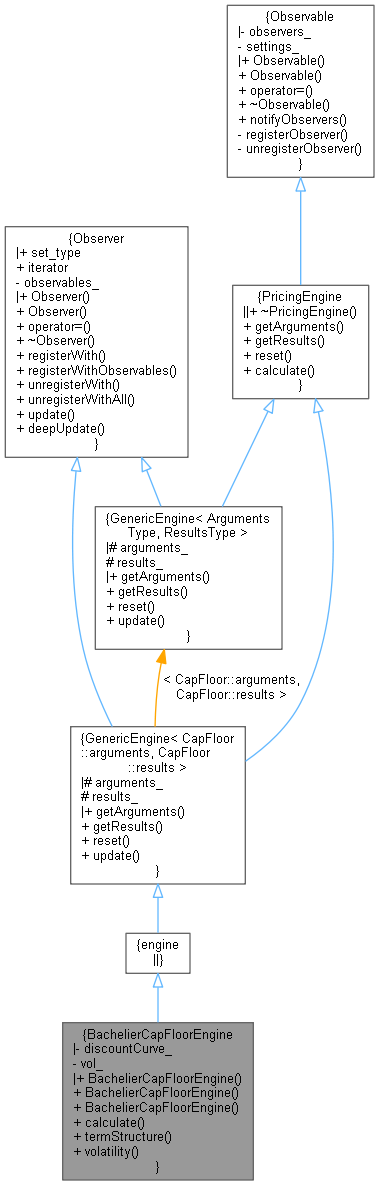 {Observable
|- observers_
- settings_
|+ Observable()
+ Observable()
+ operator=()
+ ~Observable()
+ notifyObservers()
- registerObserver()
- unregisterObserver()
}
{Observer
|+ set_type
+ iterator
- observables_
|+ Observer()
+ Observer()
+ operator=()
+ ~Observer()
+ registerWith()
+ registerWithObservables()
+ unregisterWith()
+ unregisterWithAll()
+ update()
+ deepUpdate()
}
{PricingEngine
||+ ~PricingEngine()
+ getArguments()
+ getResults()
+ reset()
+ calculate()
}
{GenericEngine< Arguments
Type, ResultsType >
|# arguments_
# results_
|+ getArguments()
+ getResults()
+ reset()
+ update()
}
< CapFloor::arguments,
CapFloor::results >
{GenericEngine< CapFloor
::arguments, CapFloor
::results >
|# arguments_
# results_
|+ getArguments()
+ getResults()
+ reset()
+ update()
}
{engine
||}
{BachelierCapFloorEngine
|- discountCurve_
- vol_
|+ BachelierCapFloorEngine()
+ BachelierCapFloorEngine()
+ BachelierCapFloorEngine()
+ calculate()
+ termStructure()
+ volatility()
}